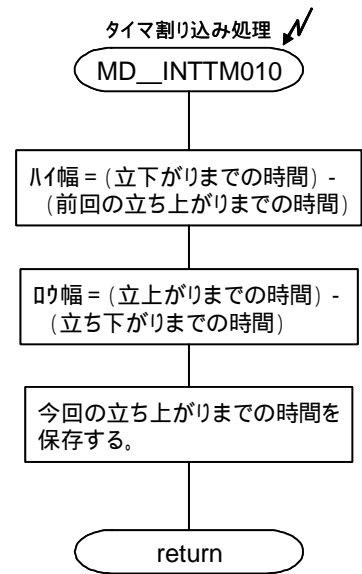 タイマ割り込み処理
MD__INTTM010
ﾊｲ幅 = (立下がりまでの時間) -
(前回の立ち上がりまでの時間)
ﾛｳ幅 = (立上がりまでの時間) -
(立ち下がりまでの時間)
今回の立ち上がりまでの時間を
保存する。
return